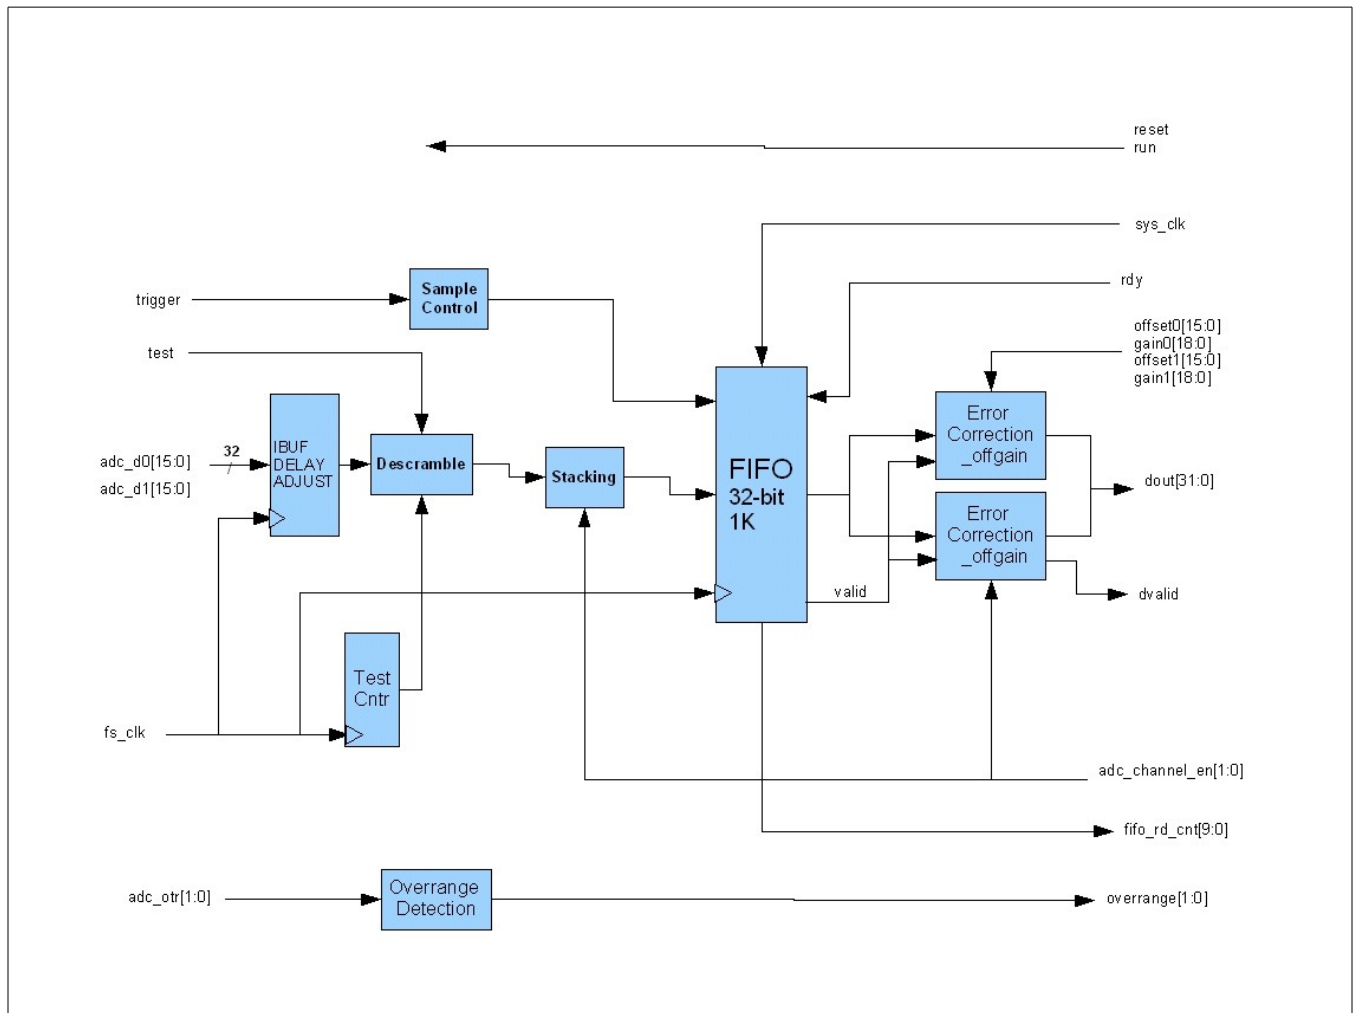 reset
run
sys_clk
rdy
trigger
Sample
Control
offset0[15:0]
gain0[18:0]
offset1[15:0]
gain1[18:0]
test
Error
Correction
_offgain
32
IBUF
DELAY
ADJUST
adc_d0[15:0]
adc_d1[15:0]
Descramble
Stacking
FIFO
32-bit
1K
dout[31:0]
Error
Correction
_offgain
valid
dvalid
Test
Cntr
fs_clk
adc_channel_en[1:0]
fifo_rd_cnt[9:0]
adc_otr[1:0]
Overrange
Detection
overrange[1:0]